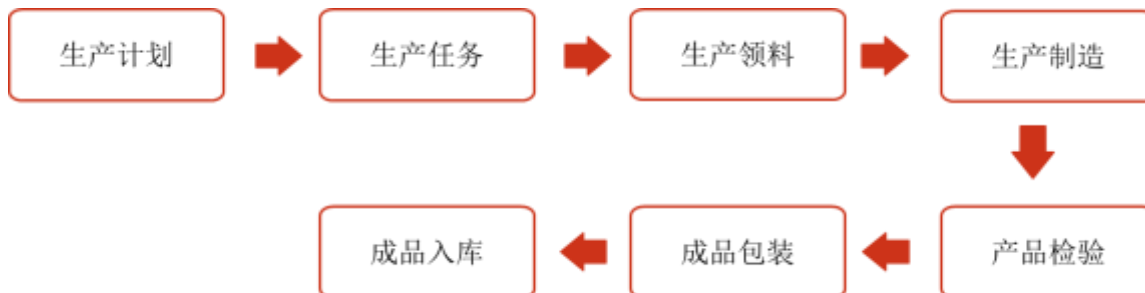 生产计划
生产任务
生产领料
生产制造
产品检验
成品包装
成品入库